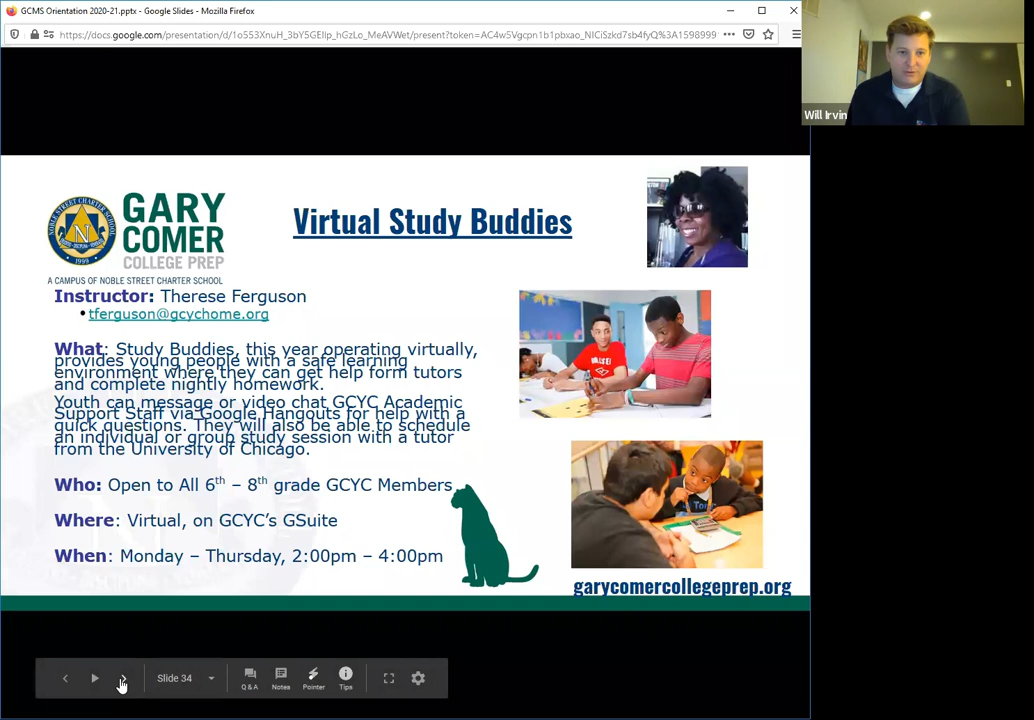 GCMS Orientation 2020-21.pptx - Google Slides - Mozilla Firefox
https://docs.google.com/presentation/d/1o553XnuH_3bY5GEllp_hGzLo_MeAVWet/present?token=AC4w5Vgcpn1b1pbxao_NICiSzkd7sb4fyQ%3A1598999
Will Irvin
GARY
COMER
COLLEGE PREP
NOBLE STREET CHARTER SCHOOL
1999
A CAMPUS OF NOBLE STREET CHARTER SCHOOL
Virtual Study Buddies
Instructor: Therese Ferguson
• tferguson@gcychome.org
What: Study Buddies, this year operating virtually,
provides young people with a safe learning
environment where they can get help form tutors
and complete nightly homework.
Youth can message or video chat GCYC Academic
Support Staff via Google Hangouts for help with a
quick questions. They will also be able to schedule
an individual or group study session with a tutor
from the University of Chicago.
Who: Open to All 6th – 8th grade GCYC Members
Where: Virtual, on GCYC's GSuite
When: Monday – Thursday, 2:00pm – 4:00pm
garycomercollegeprep.org
Slide 34
Q & A
Notes
Pointer
Tips